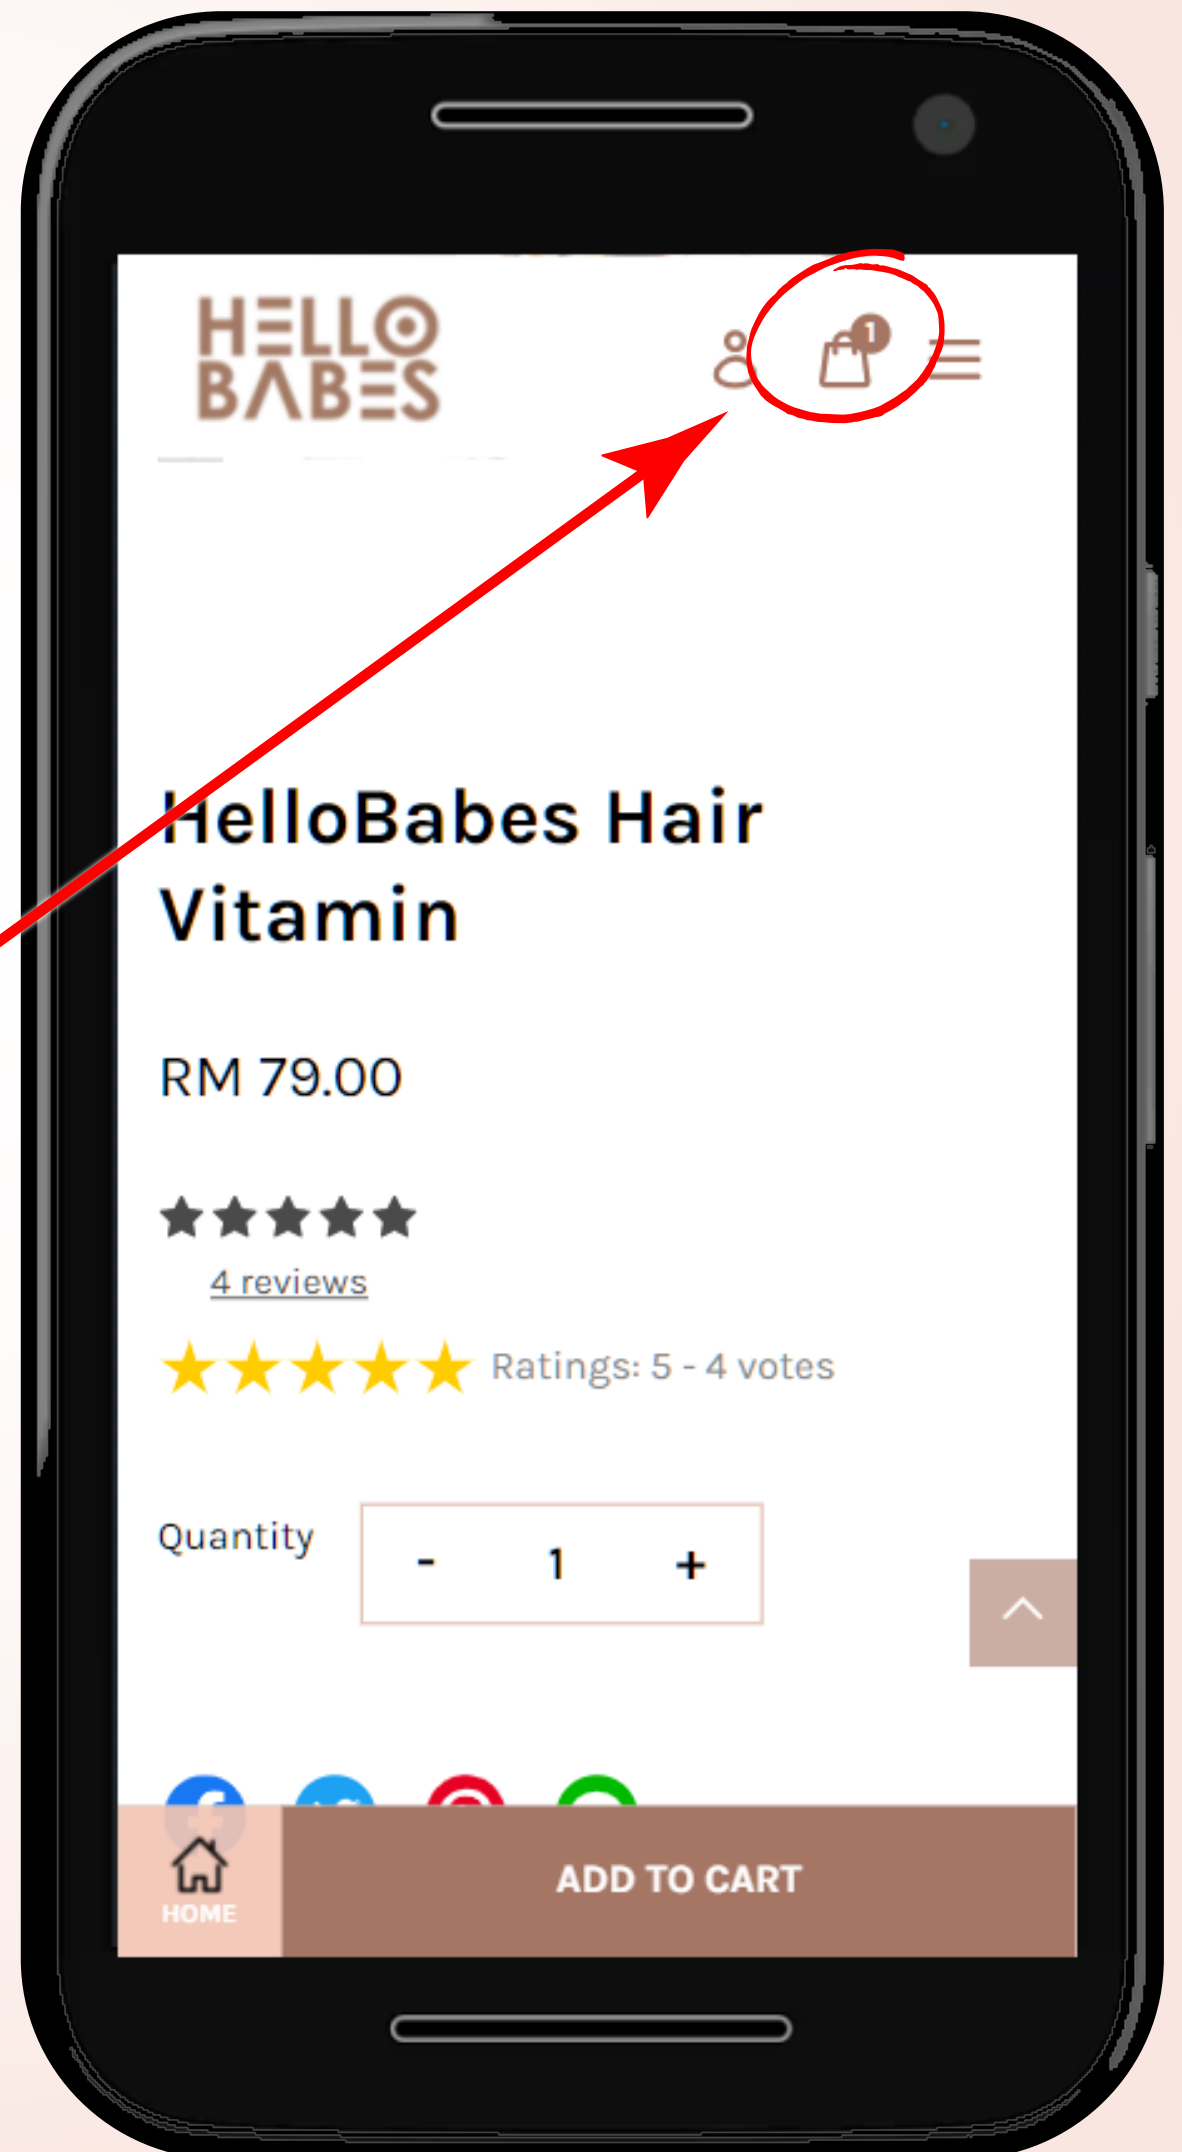 HELLO
BABES
1
HelloBabes Hair
Vitamin
RM 79.00
4 reviews
Ratings: 5 - 4 votes
Quantity
- 1 +
ADD TO CART
HOME